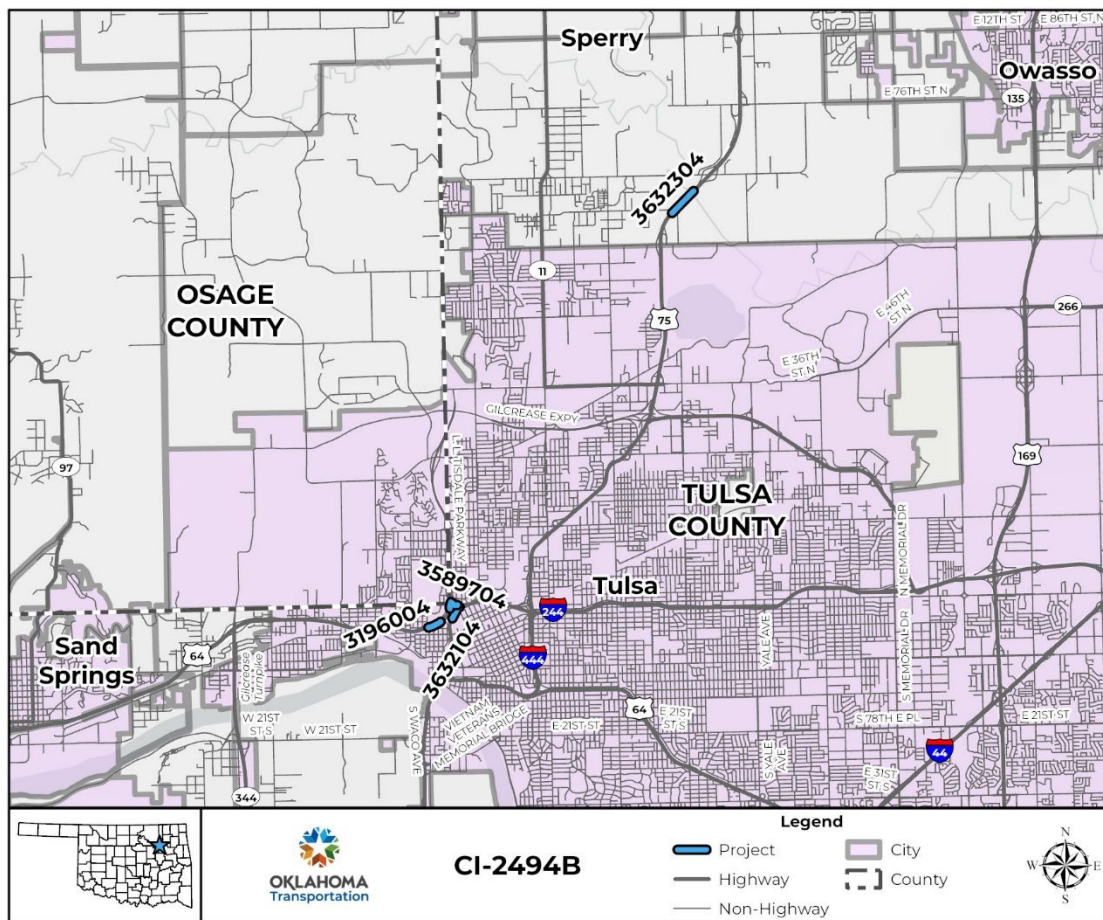 Sperry
E 12TH ST
E 86TH ST N
Owasso
135
E 76TH ST N
3632304
11
OSAGE
COUNTY
75
266
E 46TH
ST N
E 36TH
ST N
GILCREASE EXPY
97
169
L L TISDALE PARKWAY
TULSA
COUNTY
N MEMORIAL DR
3589704
Tulsa
3196004
244
Sand
Springs
64
3632104
444
YALE AVE
S MEMORIAL DR
Gilcrease
Turnpike
W 21ST
ST S
W 21ST ST
S WACO AVE
VIETNAM
VETERANS
MEMORIAL BRIDGE
E 21ST ST
64
E 21ST
ST S
S YALE
AVE
S 78TH E PL
E 21ST ST
44
E 31ST
ST S
344
OKLAHOMA
Transportation
CI-2494B
Legend
Project
City
Highway
County
Non-Highway
N
W
E
S